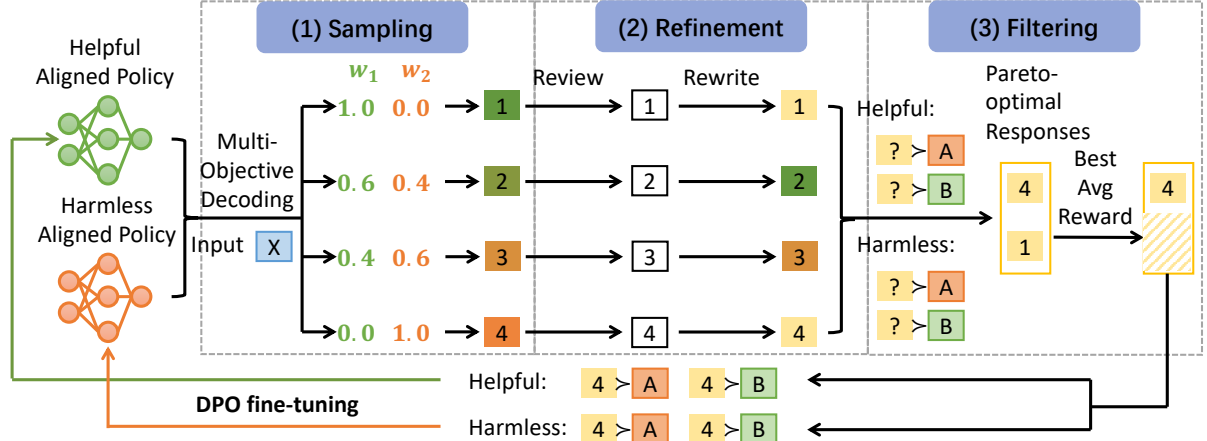 (1) Sampling
(2) Refinement
(3) Filtering
Helpful
Aligned Policy
Harmless
Aligned Policy
Multi-
Objective
Decoding
Input X
w1 w2
1.0 0.0 1
0.6 0.4 2
0.4 0.6 3
0.0 1.0 4
Review Rewrite
1 1
2 2
3 3
4 4
Helpful:
? ≻ A
? ≻ B
Harmless:
? ≻ A
? ≻ B
Pareto-
optimal
Responses
4
1
Best
Avg
Reward
4
DPO fine-tuning
Helpful: 4 ≻ A 4 ≻ B
Harmless: 4 ≻ A 4 ≻ B